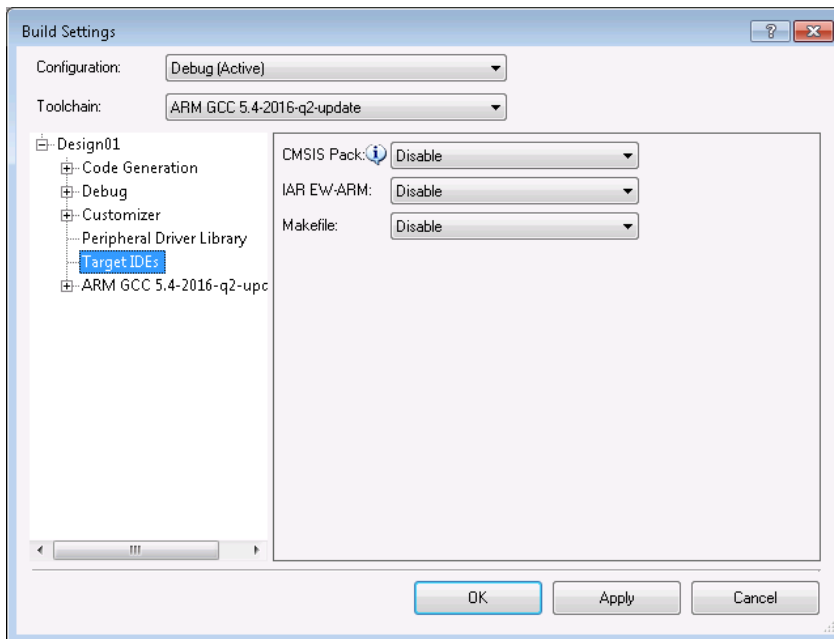 Build Settings
Configuration: Debug (Active)
Toolchain: ARM GCC 5.4-2016-q2-update
Design01
Code Generation
Debug
Customizer
Peripheral Driver Library
Target IDEs
ARM GCC 5.4-2016-q2-upc
CMSIS Pack: Disable
IAR EW-ARM: Disable
Makefile: Disable
OK Apply Cancel